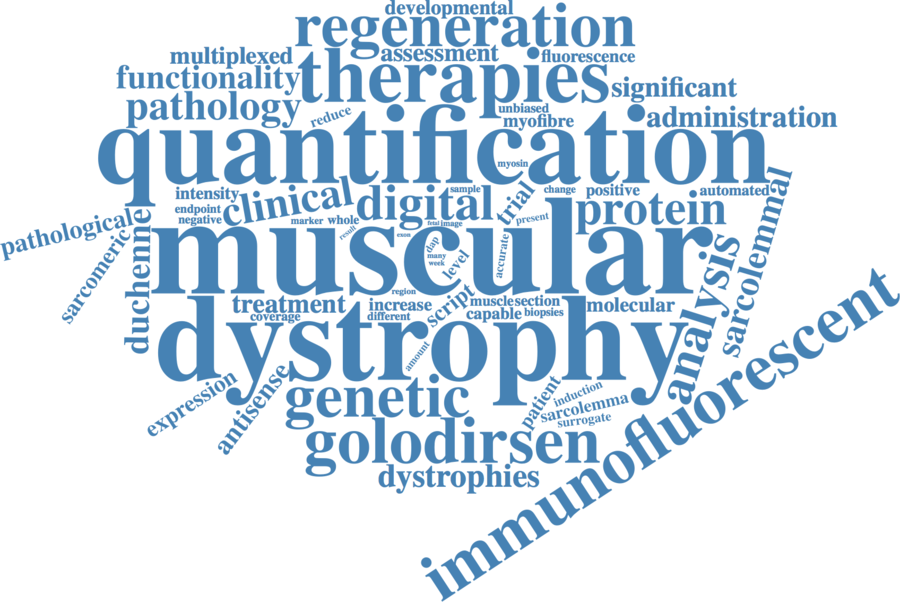 developmental
regeneration
multiplexed
assessment
fluorescence
functionality
therapies
significant
pathology
reduce
unbiased
myofibre
administration
quantification
myosin
intensity
clinical
digital
sample
trial
change
positive
automated
endpoint
negative
marker
whole
present
protein
pathological
sarcomeric
duchenne
result
exon
fetal
image
dap
many
week
level
accurate
muscular
analysis
sarcolemmal
region
treatment
increase
script
muscle
section
molecular
coverage
different
capable
biopsies
dystrophy
amount
expression
antisense
genetic
patient
induction
sarcolemma
surrogate
golodirsen
dystrophies
immunofluorescent